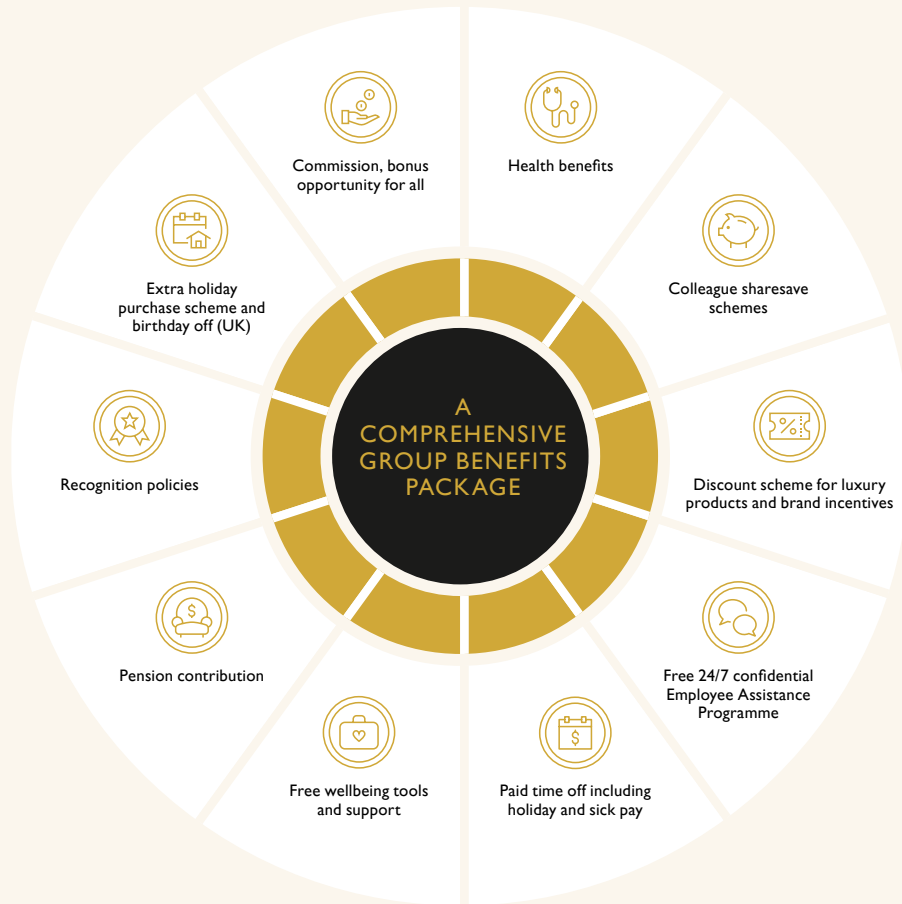 Commission, bonus
opportunity for all
Health benefits
Colleague sharesave
schemes
Discount scheme for luxury
products and brand incentives
Free 24/7 confidential
Employee Assistance
Programme
Paid time off including
holiday and sick pay
Free wellbeing tools
and support
Pension contribution
Recognition policies
Extra holiday
purchase scheme and
birthday off (UK)
A
COMPREHENSIVE
GROUP BENEFITS
PACKAGE
%
$
$